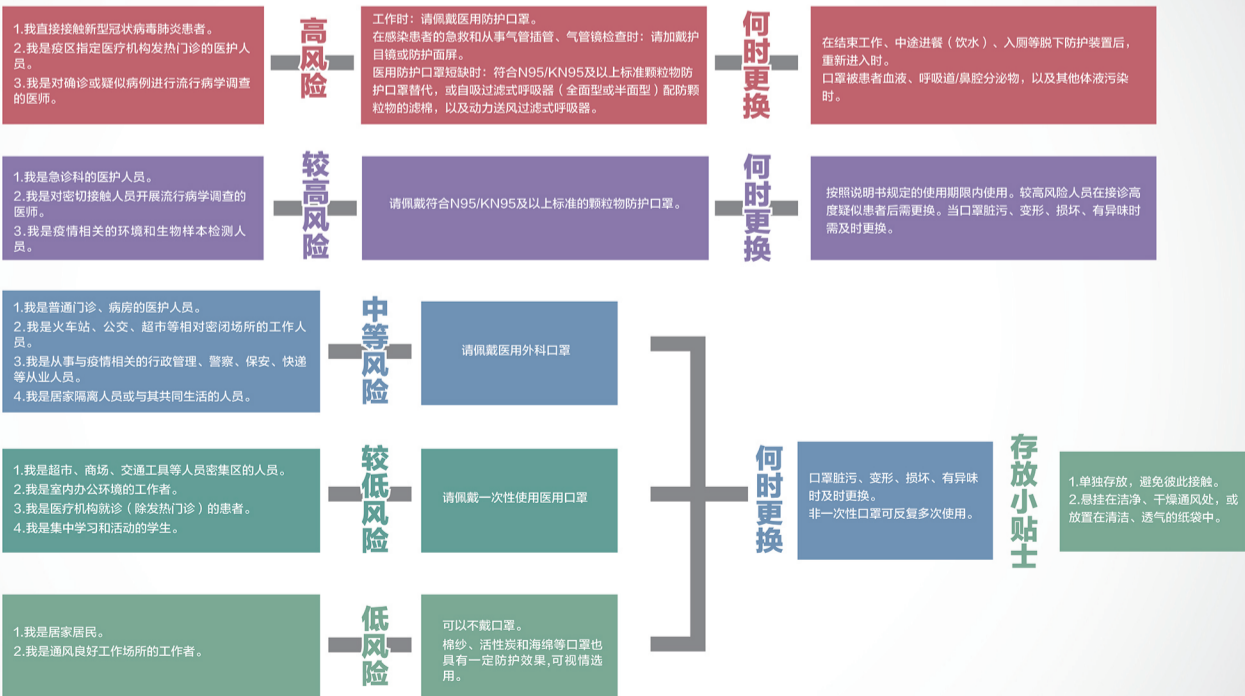 1.我直接接触新型冠状病毒肺炎患者。
2.我是疫区指定医疗机构发热门诊的医护人
员。
3.我是对确诊或疑似病例进行流行病学调查
的医师。
高风险
工作时：请佩戴医用防护口罩。
在感染患者的急救和从事气管插管、气管镜检查时：请加戴护
目镜或防护面屏。
医用防护口罩短缺时：符合N95/KN95及以上标准颗粒物防
护口罩替代，或自吸过滤式呼吸器（全面型或半面型）配防颗
粒物的滤棉，以及动力送风过滤式呼吸器。
何时更换
在结束工作、中途进餐（饮水）、入厕等脱下防护装置后，
重新进入时。
口罩被患者血液、呼吸道/鼻腔分泌物，以及其他体液污染
时。
1.我是急诊科的医护人员。
2.我是对密切接触人员开展流行病学调查的
医师。
3.我是疫情相关的环境和生物样本检测人
员。
较高风险
请佩戴符合N95/KN95及以上标准的颗粒物防护口罩。
何时更换
按照说明书规定的使用期限内使用。较高风险人员在接诊高
度疑似患者后需更换。当口罩脏污、变形、损坏、有异味时
需及时更换。
1.我是普通门诊、病房的医护人员。
2.我是火车站、公交、超市等相对密闭场所的工作人
员。
3.我是从事与疫情相关的行政管理、警察、保安、快递
等从业人员。
4.我是居家隔离人员或与其共同生活的人员。
中等风险
请佩戴医用外科口罩
1.我是超市、商场、交通工具等人员密集区的人员。
2.我是室内办公环境的工作者。
3.我是医疗机构就诊（除发热门诊）的患者。
4.我是集中学习和活动的学生。
较低风险
请佩戴一次性使用医用口罩
1.我是居家居民。
2.我是通风良好工作场所的工作者。
低风险
可以不戴口罩。
棉纱、活性炭和海绵等口罩也
具有一定防护效果,可视情选
用。
何时更换
口罩脏污、变形、损坏、有异味
时及时更换。
非一次性口罩可反复多次使用。
存放小贴士
1.单独存放，避免彼此接触。
2.悬挂在洁净、干燥通风处，或
放置在清洁、透气的纸袋中。